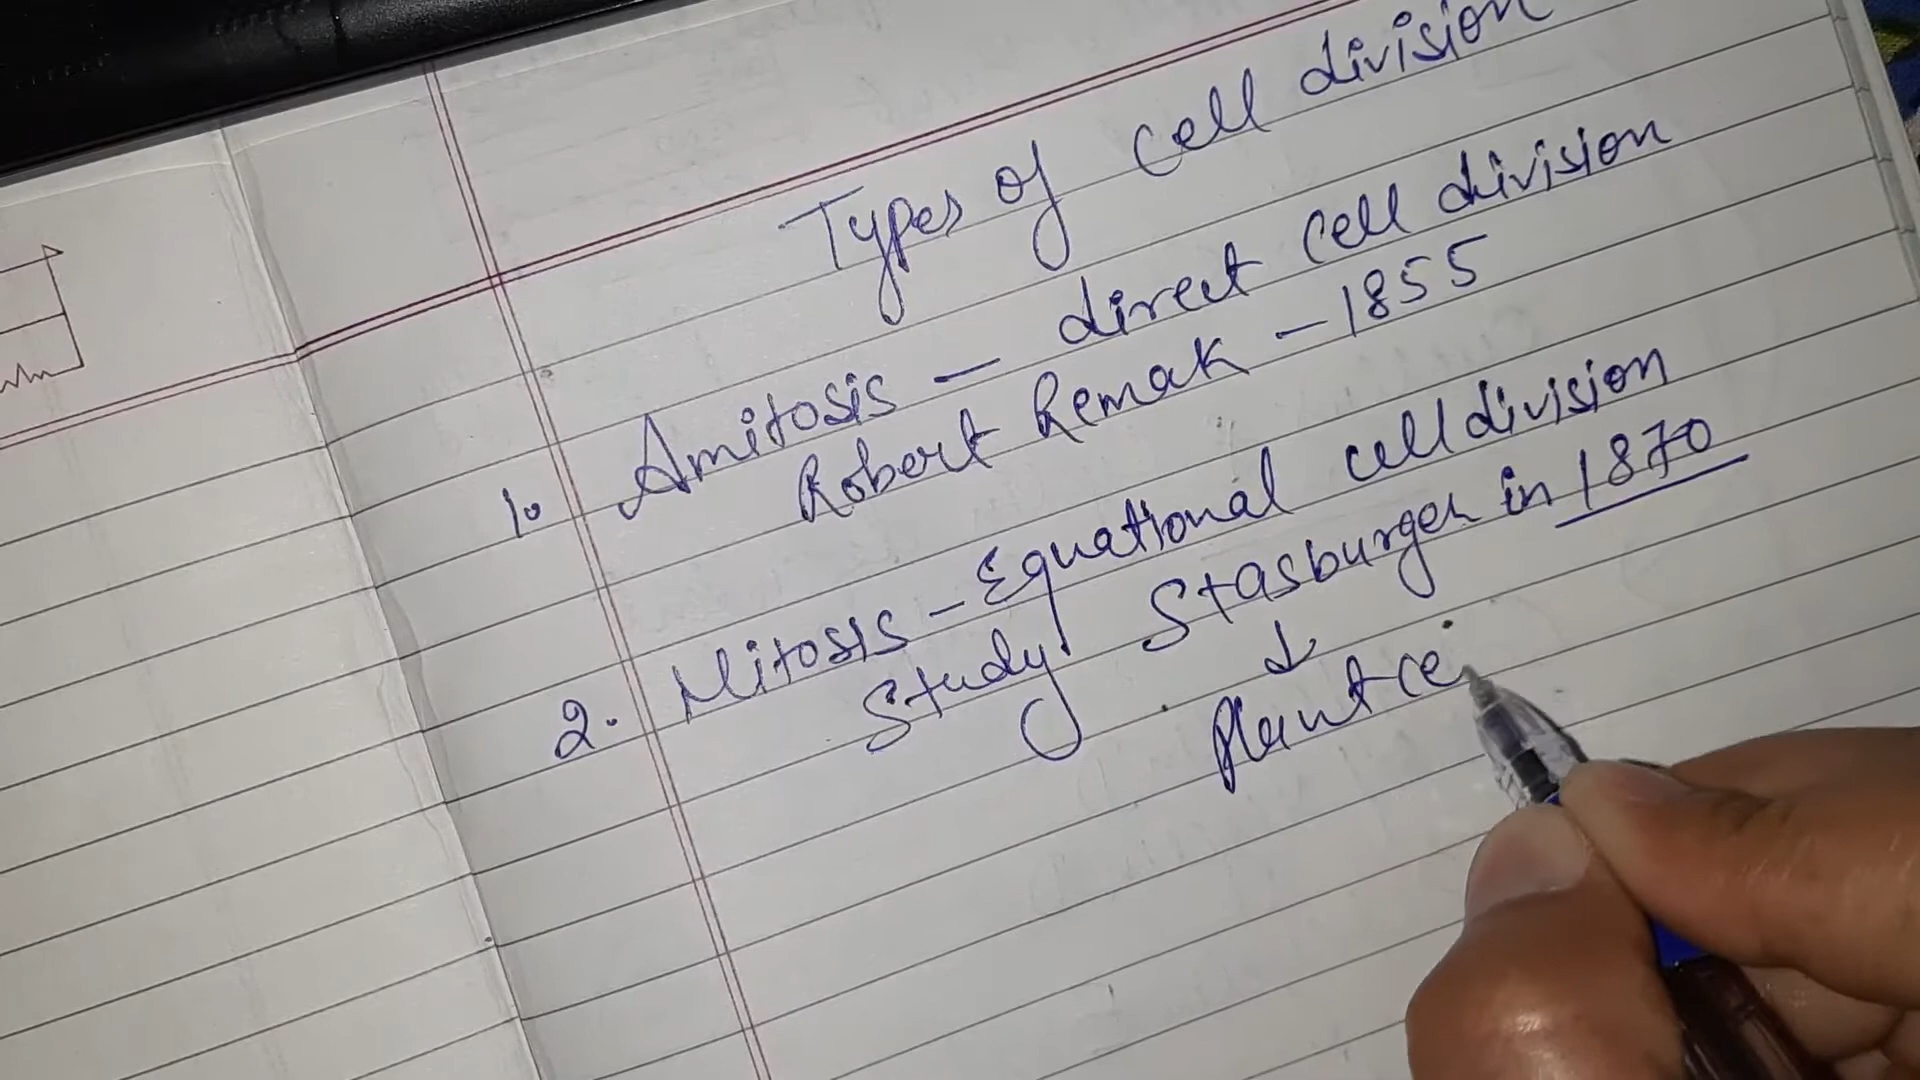 Types of cell division
1. Amitosis - direct cell division
Robert Remak - 1855
2. Mitosis - Equational cell division
Study Stasburger in 1870
Plant ce